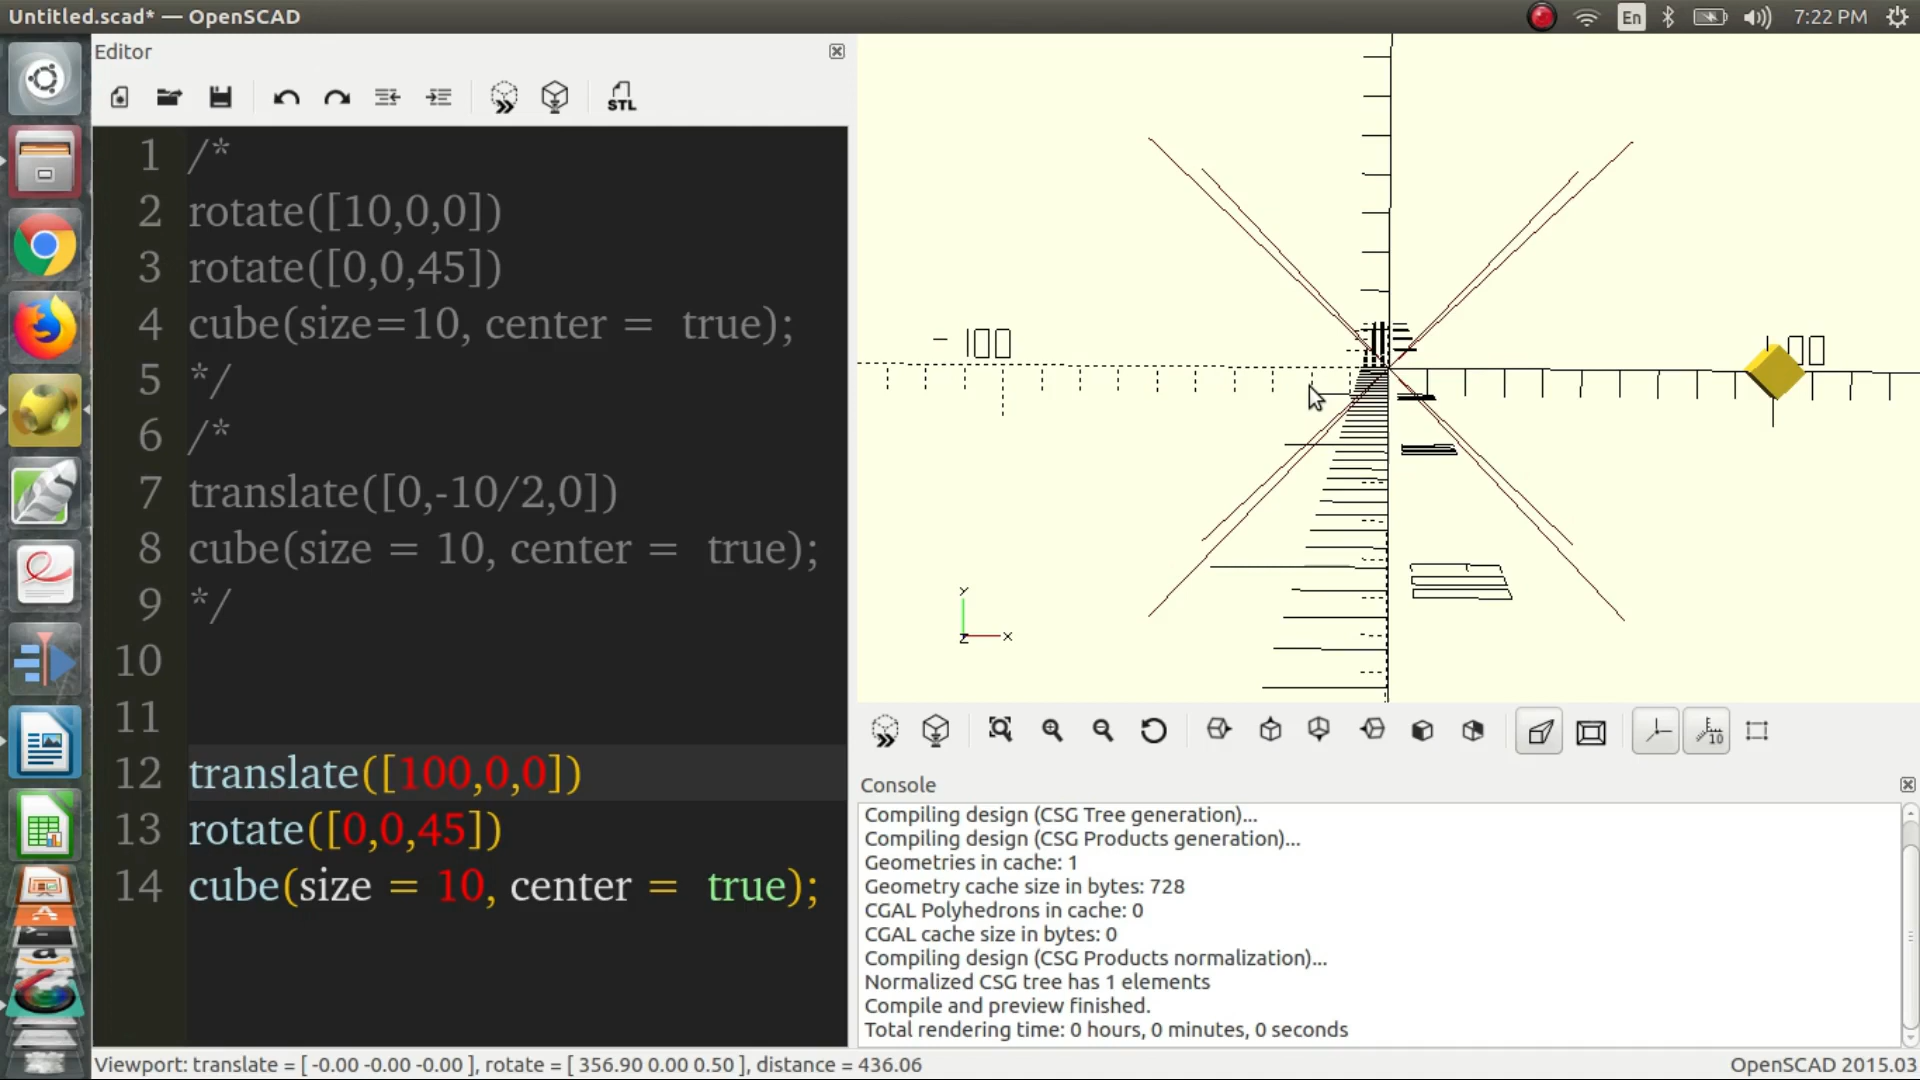 Untitled.scad* — OpenSCAD
En
7:22 PM
Editor
STL
1 /*
2 rotate([10,0,0])
3 rotate([0,0,45])
4 cube(size=10, center =  true);
5 */
6 /*
7 translate([0,-10/2,0])
8 cube(size = 10, center =  true);
9 */
10
11
12 translate([100,0,0])
13 rotate([0,0,45])
14 cube(size = 10, center =  true);
- 100
100
y
z x
10
Console
Compiling design (CSG Tree generation)...
Compiling design (CSG Products generation)...
Geometries in cache: 1
Geometry cache size in bytes: 728
CGAL Polyhedrons in cache: 0
CGAL cache size in bytes: 0
Compiling design (CSG Products normalization)...
Normalized CSG tree has 1 elements
Compile and preview finished.
Total rendering time: 0 hours, 0 minutes, 0 seconds
Viewport: translate = [ -0.00 -0.00 -0.00 ], rotate = [ 356.90 0.00 0.50 ], distance = 436.06
OpenSCAD 2015.03